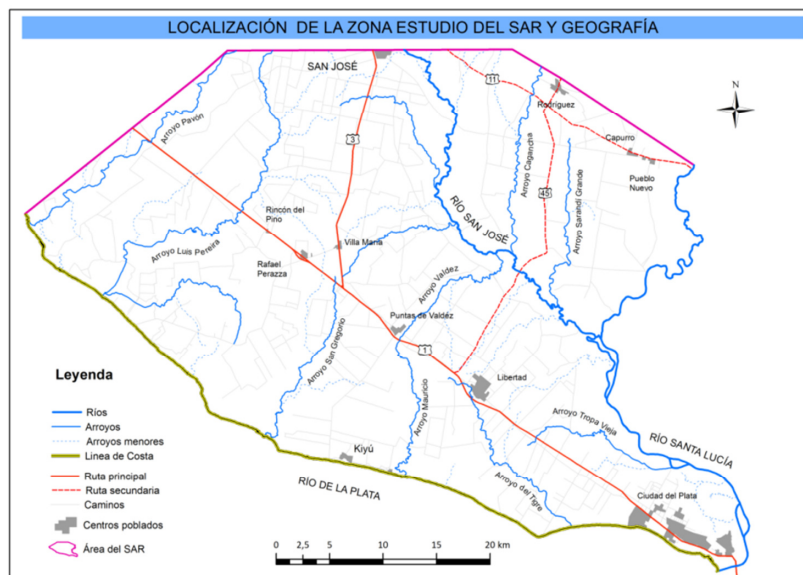 LOCALIZACIÓN DE LA ZONA ESTUDIO DEL SAR Y GEOGRAFÍA
SAN JOSÉ
11
N
Rodríguez
Arroyo Pavón
3
Arroyo Cagancha
Capurro
Pueblo
Nuevo
45
Arroyo Sarahdí Grande
RÍO SAN JOSÉ
Rincón del
Pino
Villa María
Arroyo Luis Pereira
Rafael
Perazza
Arroyo Valdez
Puntas de Valdéz
Arroyo San Gregorio
1
Leyenda
Libertad
Arroyo Mauricio
Ríos
Arroyos
Arroyos menores
Linea de Costa
Ruta principal
Ruta secundaria
Caminos
Centros poblados
Área del SAR
Arroyo Tropa Vieja
RÍO SANTA LUCÍA
Kiyú
RÍO DE LA PLATA
Arroyo del Tigre
Ciudad del Plata
0 2,5 5 10 15 20 km